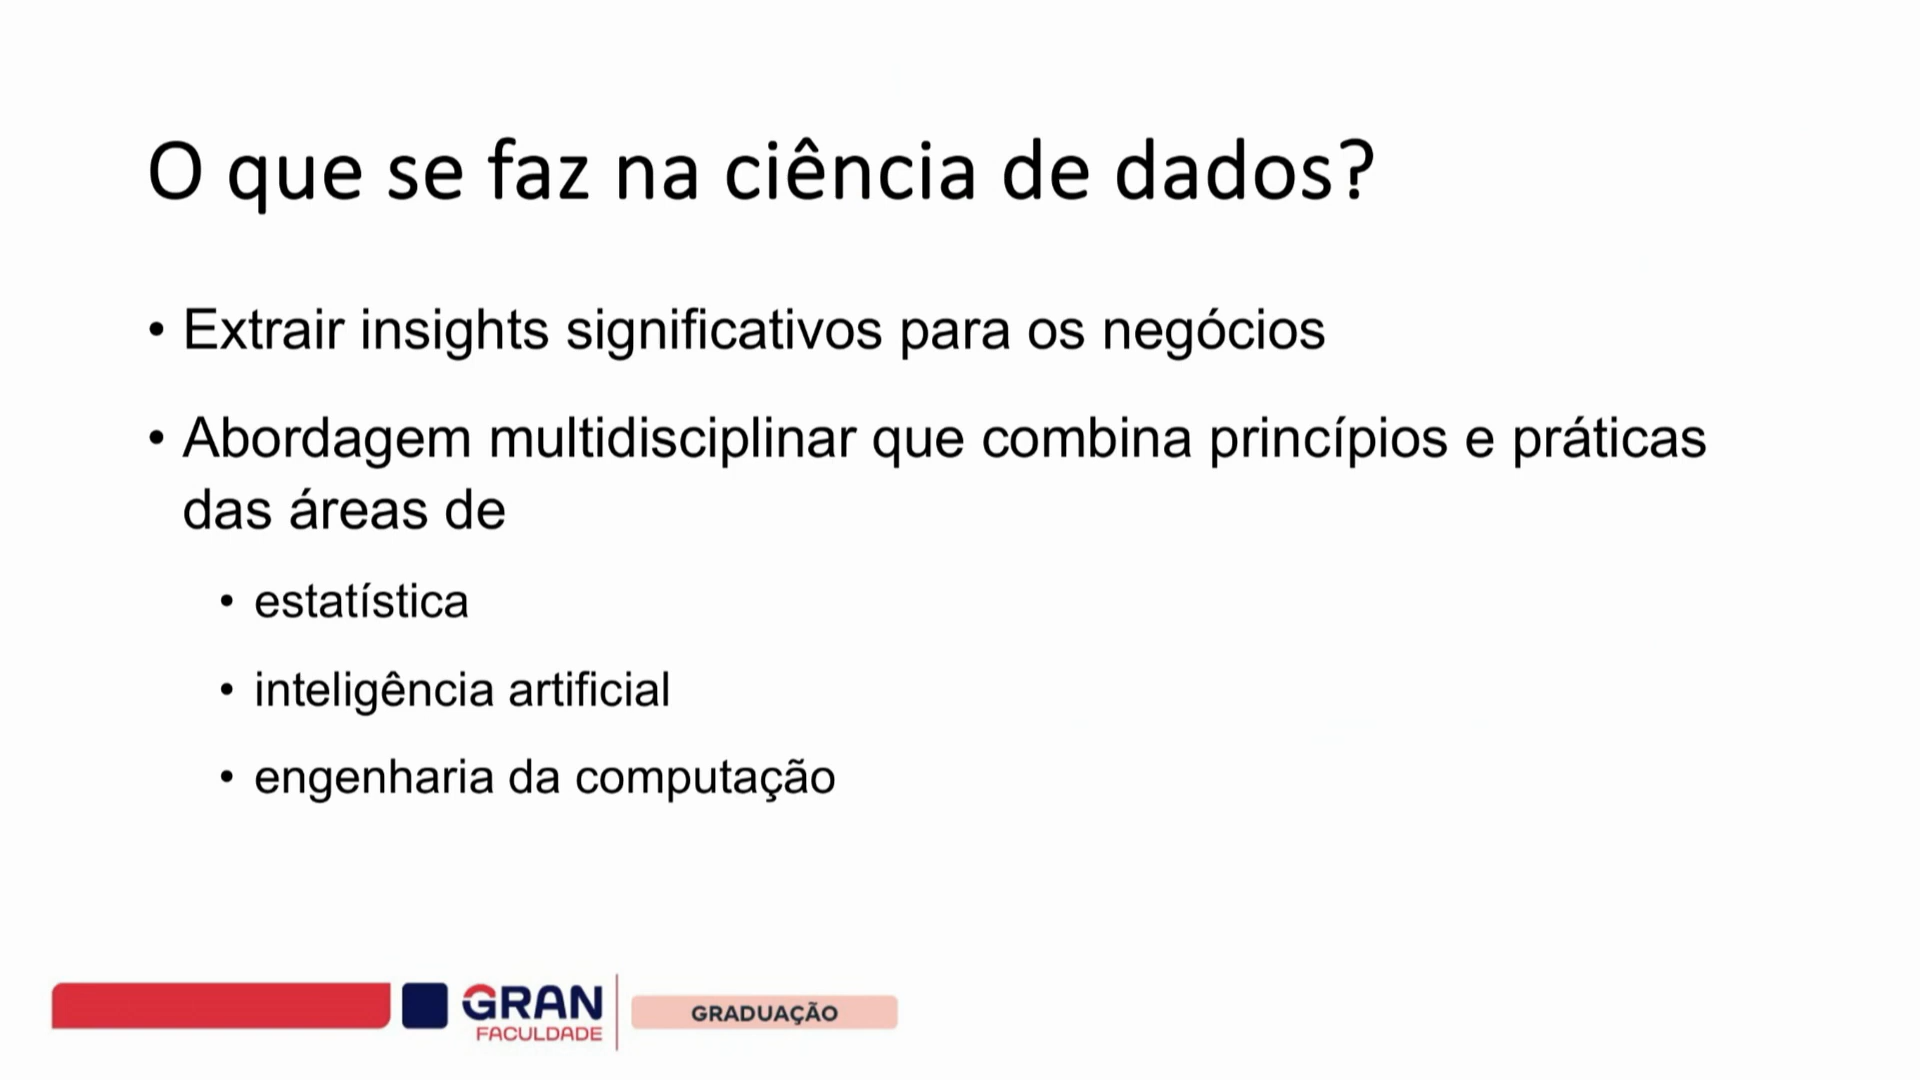 O que se faz na ciência de dados?
• Extrair insights significativos para os negócios
• Abordagem multidisciplinar que combina princípios e práticas
das áreas de
• estatística
• inteligência artificial
• engenharia da computação
GRAN
FACULDADE
GRADUAÇÃO